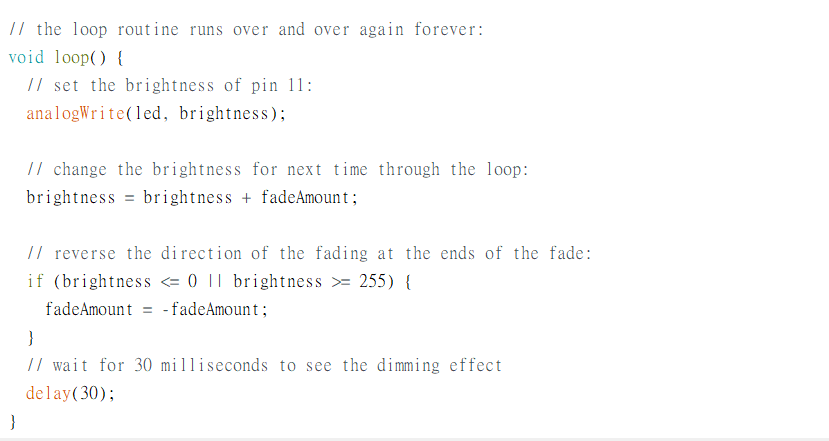 // the loop routine runs over and over again forever:
void loop() {
  // set the brightness of pin 11:
  analogWrite(led, brightness);

  // change the brightness for next time through the loop:
  brightness = brightness + fadeAmount;

  // reverse the direction of the fading at the ends of the fade:
  if (brightness <= 0 || brightness >= 255) {
    fadeAmount = -fadeAmount;
  }
  // wait for 30 milliseconds to see the dimming effect
  delay(30);
}